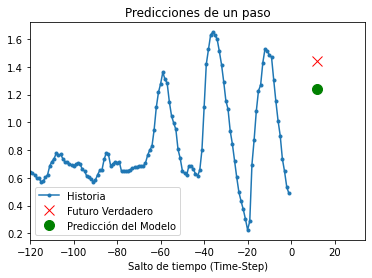 Predicciones de un paso
1.6
1.4
1.2
1.0
0.8
0.6
0.4
0.2
Historia
Futuro Verdadero
Predicción del Modelo
−120 −100 −80 −60 −40 −20 0 20
Salto de tiempo (Time-Step)